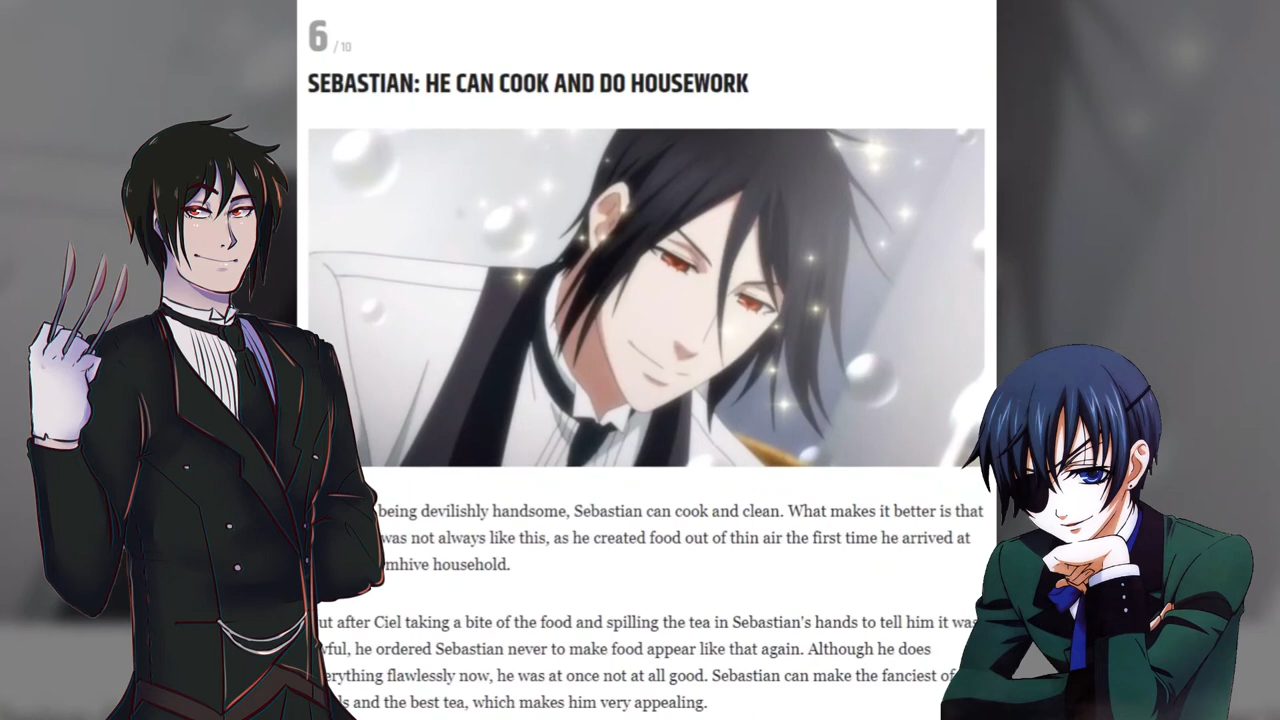 6 / 10
SEBASTIAN: HE CAN COOK AND DO HOUSEWORK
being devilishly handsome, Sebastian can cook and clean. What makes it better is that
was not always like this, as he created food out of thin air the first time he arrived at
mhive household.
ut after Ciel taking a bite of the food and spilling the tea in Sebastian's hands to tell him it was
wful, he ordered Sebastian never to make food appear like that again. Although he does
erything flawlessly now, he was at once not at all good. Sebastian can make the fanciest of
s and the best tea, which makes him very appealing.